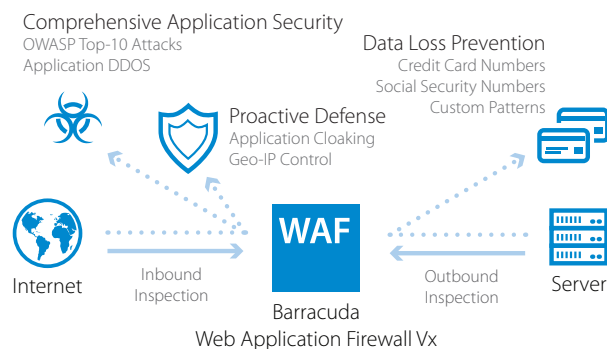 Comprehensive Application Security
OWASP Top-10 Attacks
Application DDOS
Data Loss Prevention
Credit Card Numbers
Social Security Numbers
Custom Patterns
Proactive Defense
Application Cloaking
Geo-IP Control
WAF
Internet
Inbound
Inspection
Outbound
Inspection
Server
Barracuda
Web Application Firewall Vx